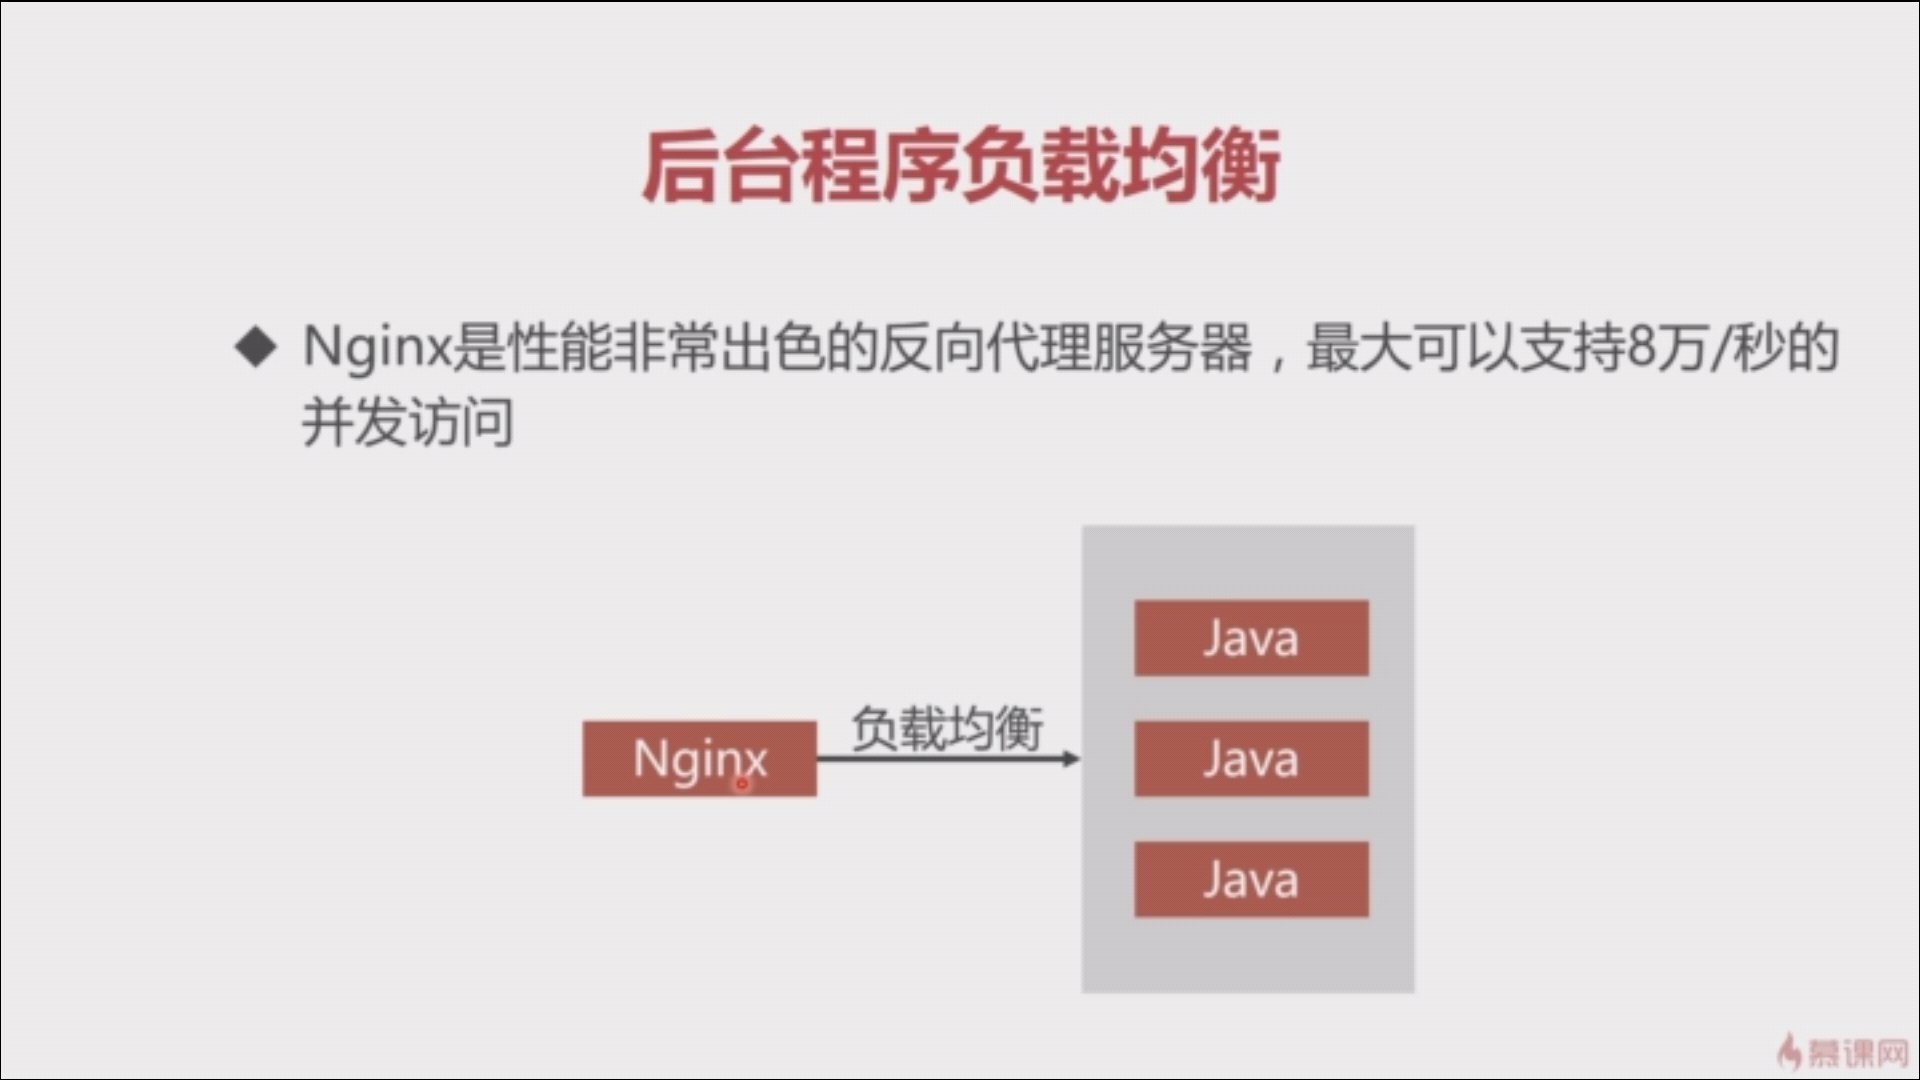 后台程序负载均衡
Nginx是性能非常出色的反向代理服务器，最大可以支持8万/秒的
并发访问
Java
负载均衡
Nginx
Java
Java
慕课网